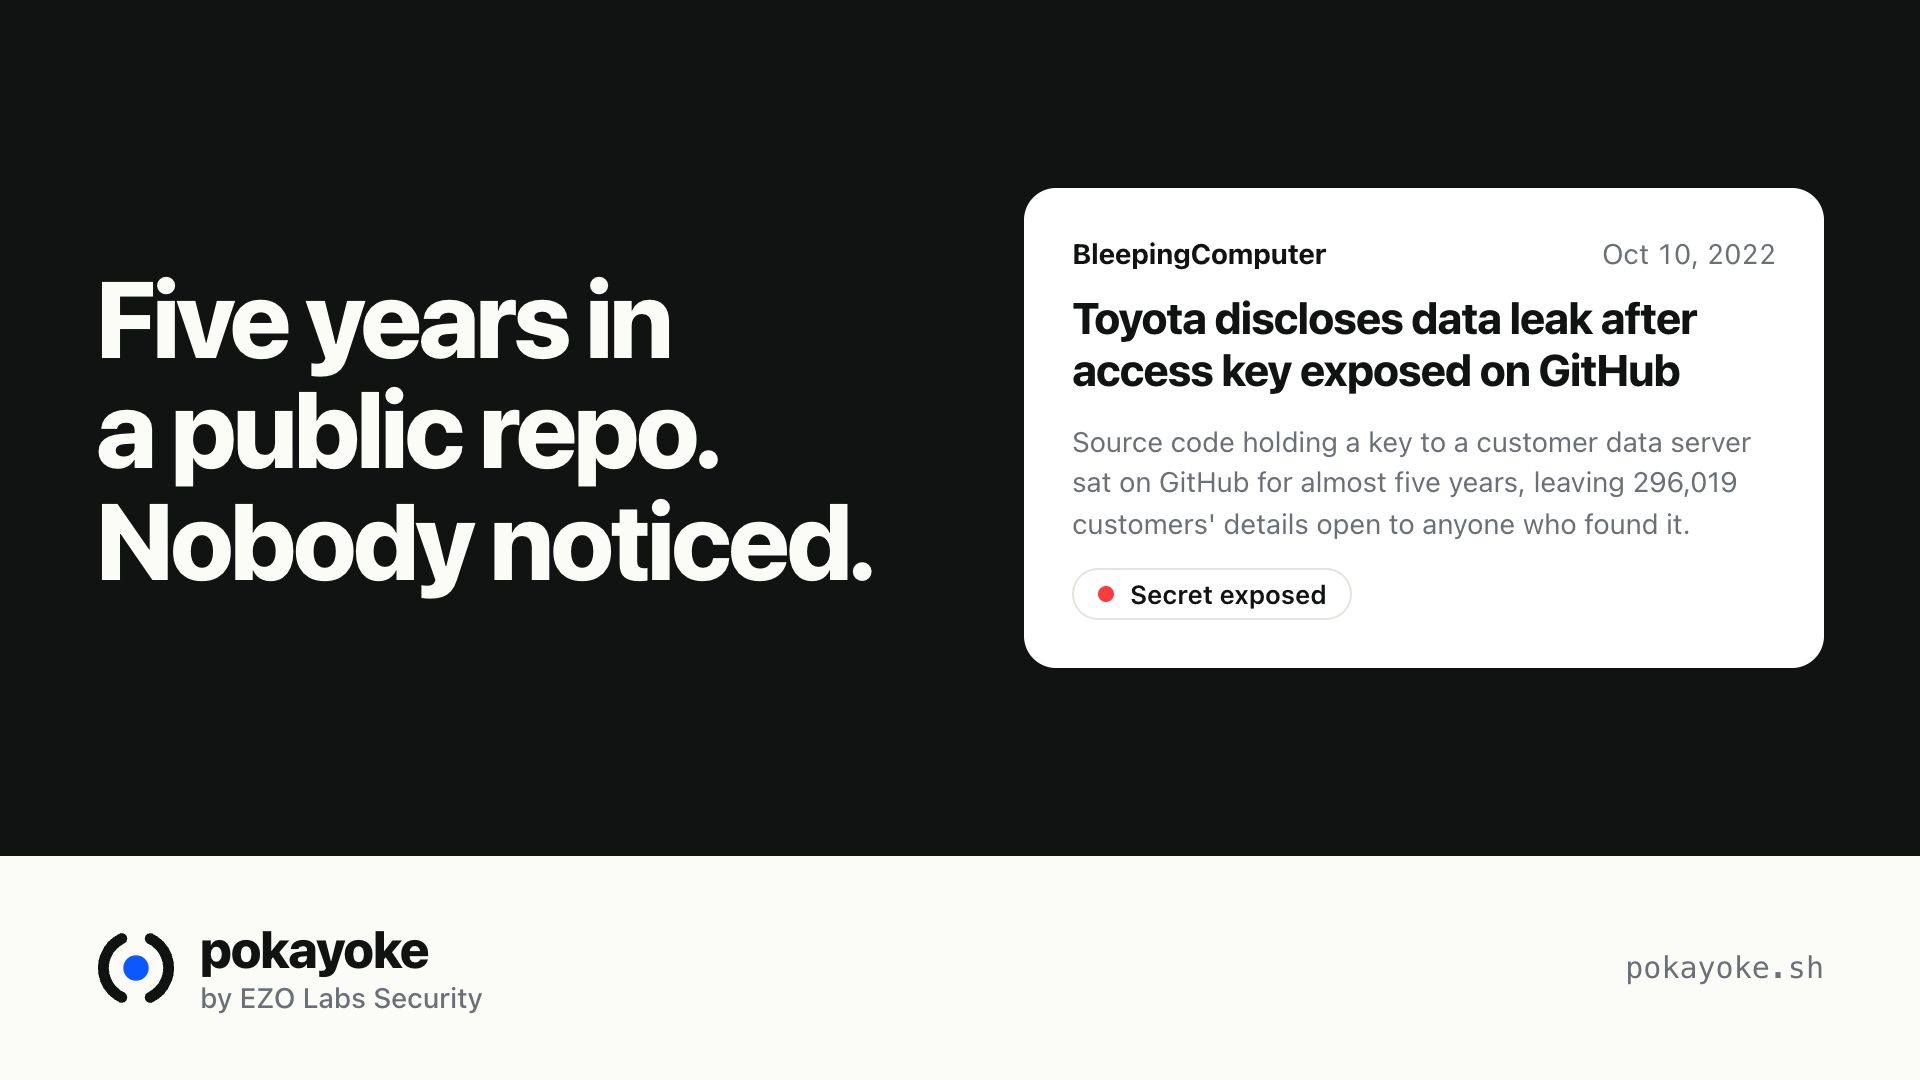 Five years in
a public repo.
Nobody noticed.
BleepingComputer
Oct 10, 2022
Toyota discloses data leak after
access key exposed on GitHub
Source code holding a key to a customer data server
sat on GitHub for almost five years, leaving 296,019
customers' details open to anyone who found it.
Secret exposed
pokayoke
by EZO Labs Security
pokayoke.sh